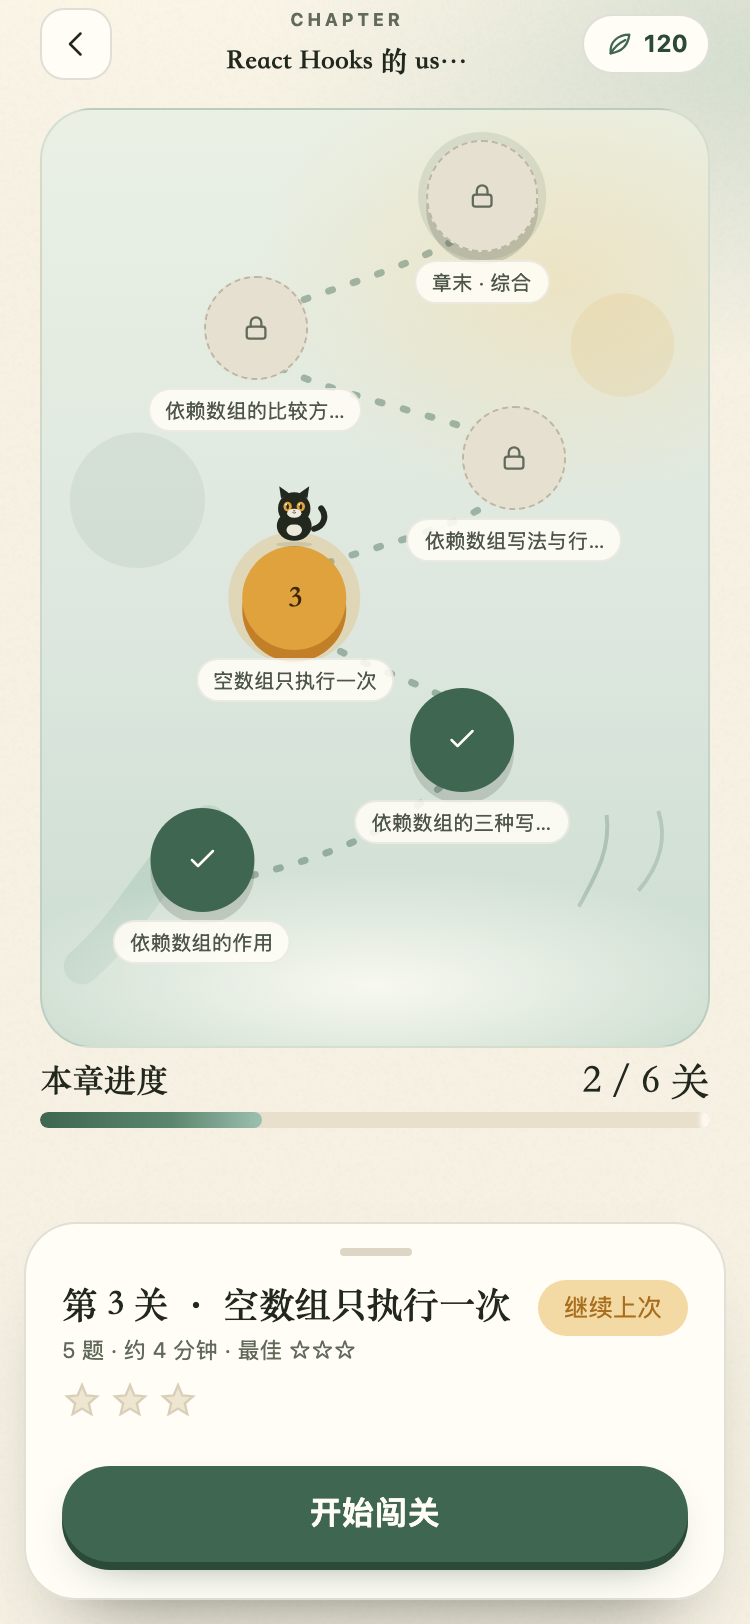 CHAPTER
React Hooks 的 us…
120
章末 · 综合
依赖数组的比较方...
依赖数组写法与行...
3
空数组只执行一次
依赖数组的三种写...
依赖数组的作用
本章进度
2 / 6 关
第 3 关 · 空数组只执行一次
继续上次
5 题 · 约 4 分钟 · 最佳 ☆☆☆
开始闯关